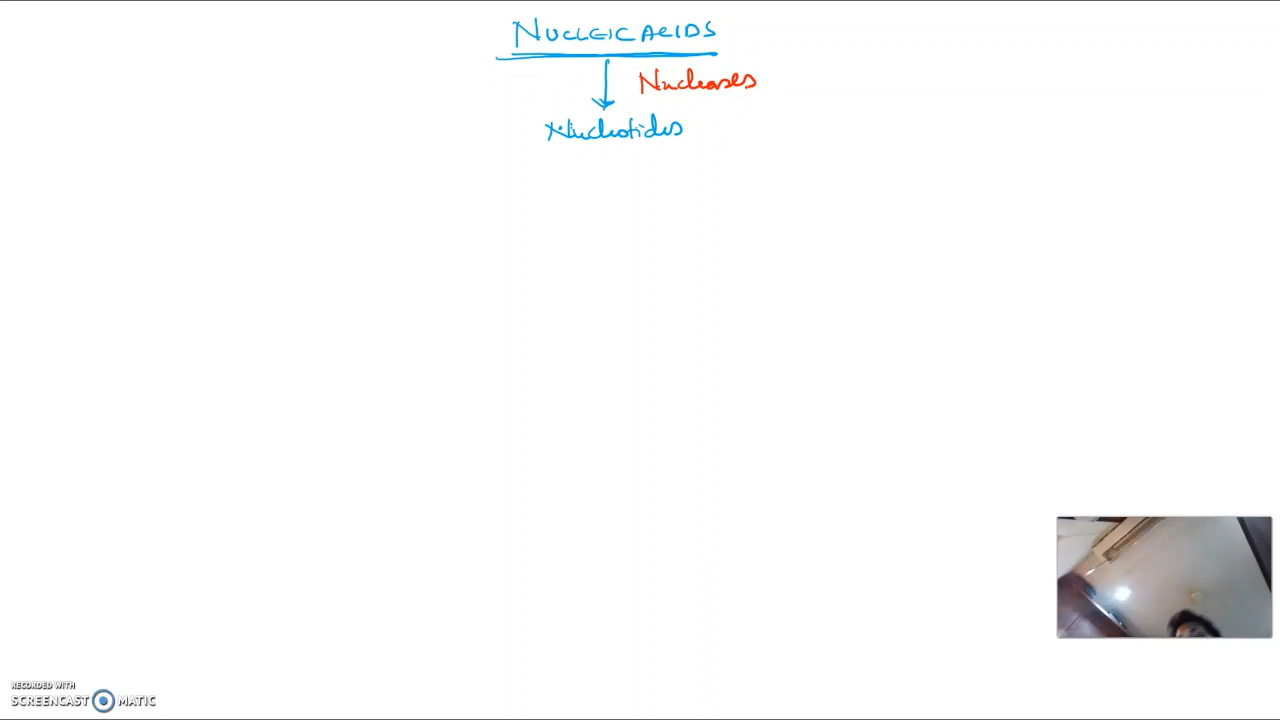 NUCLEIC ACIDS
Nucleases
Nucleotides
RECORDED WITH
SCREENCAST MATIC